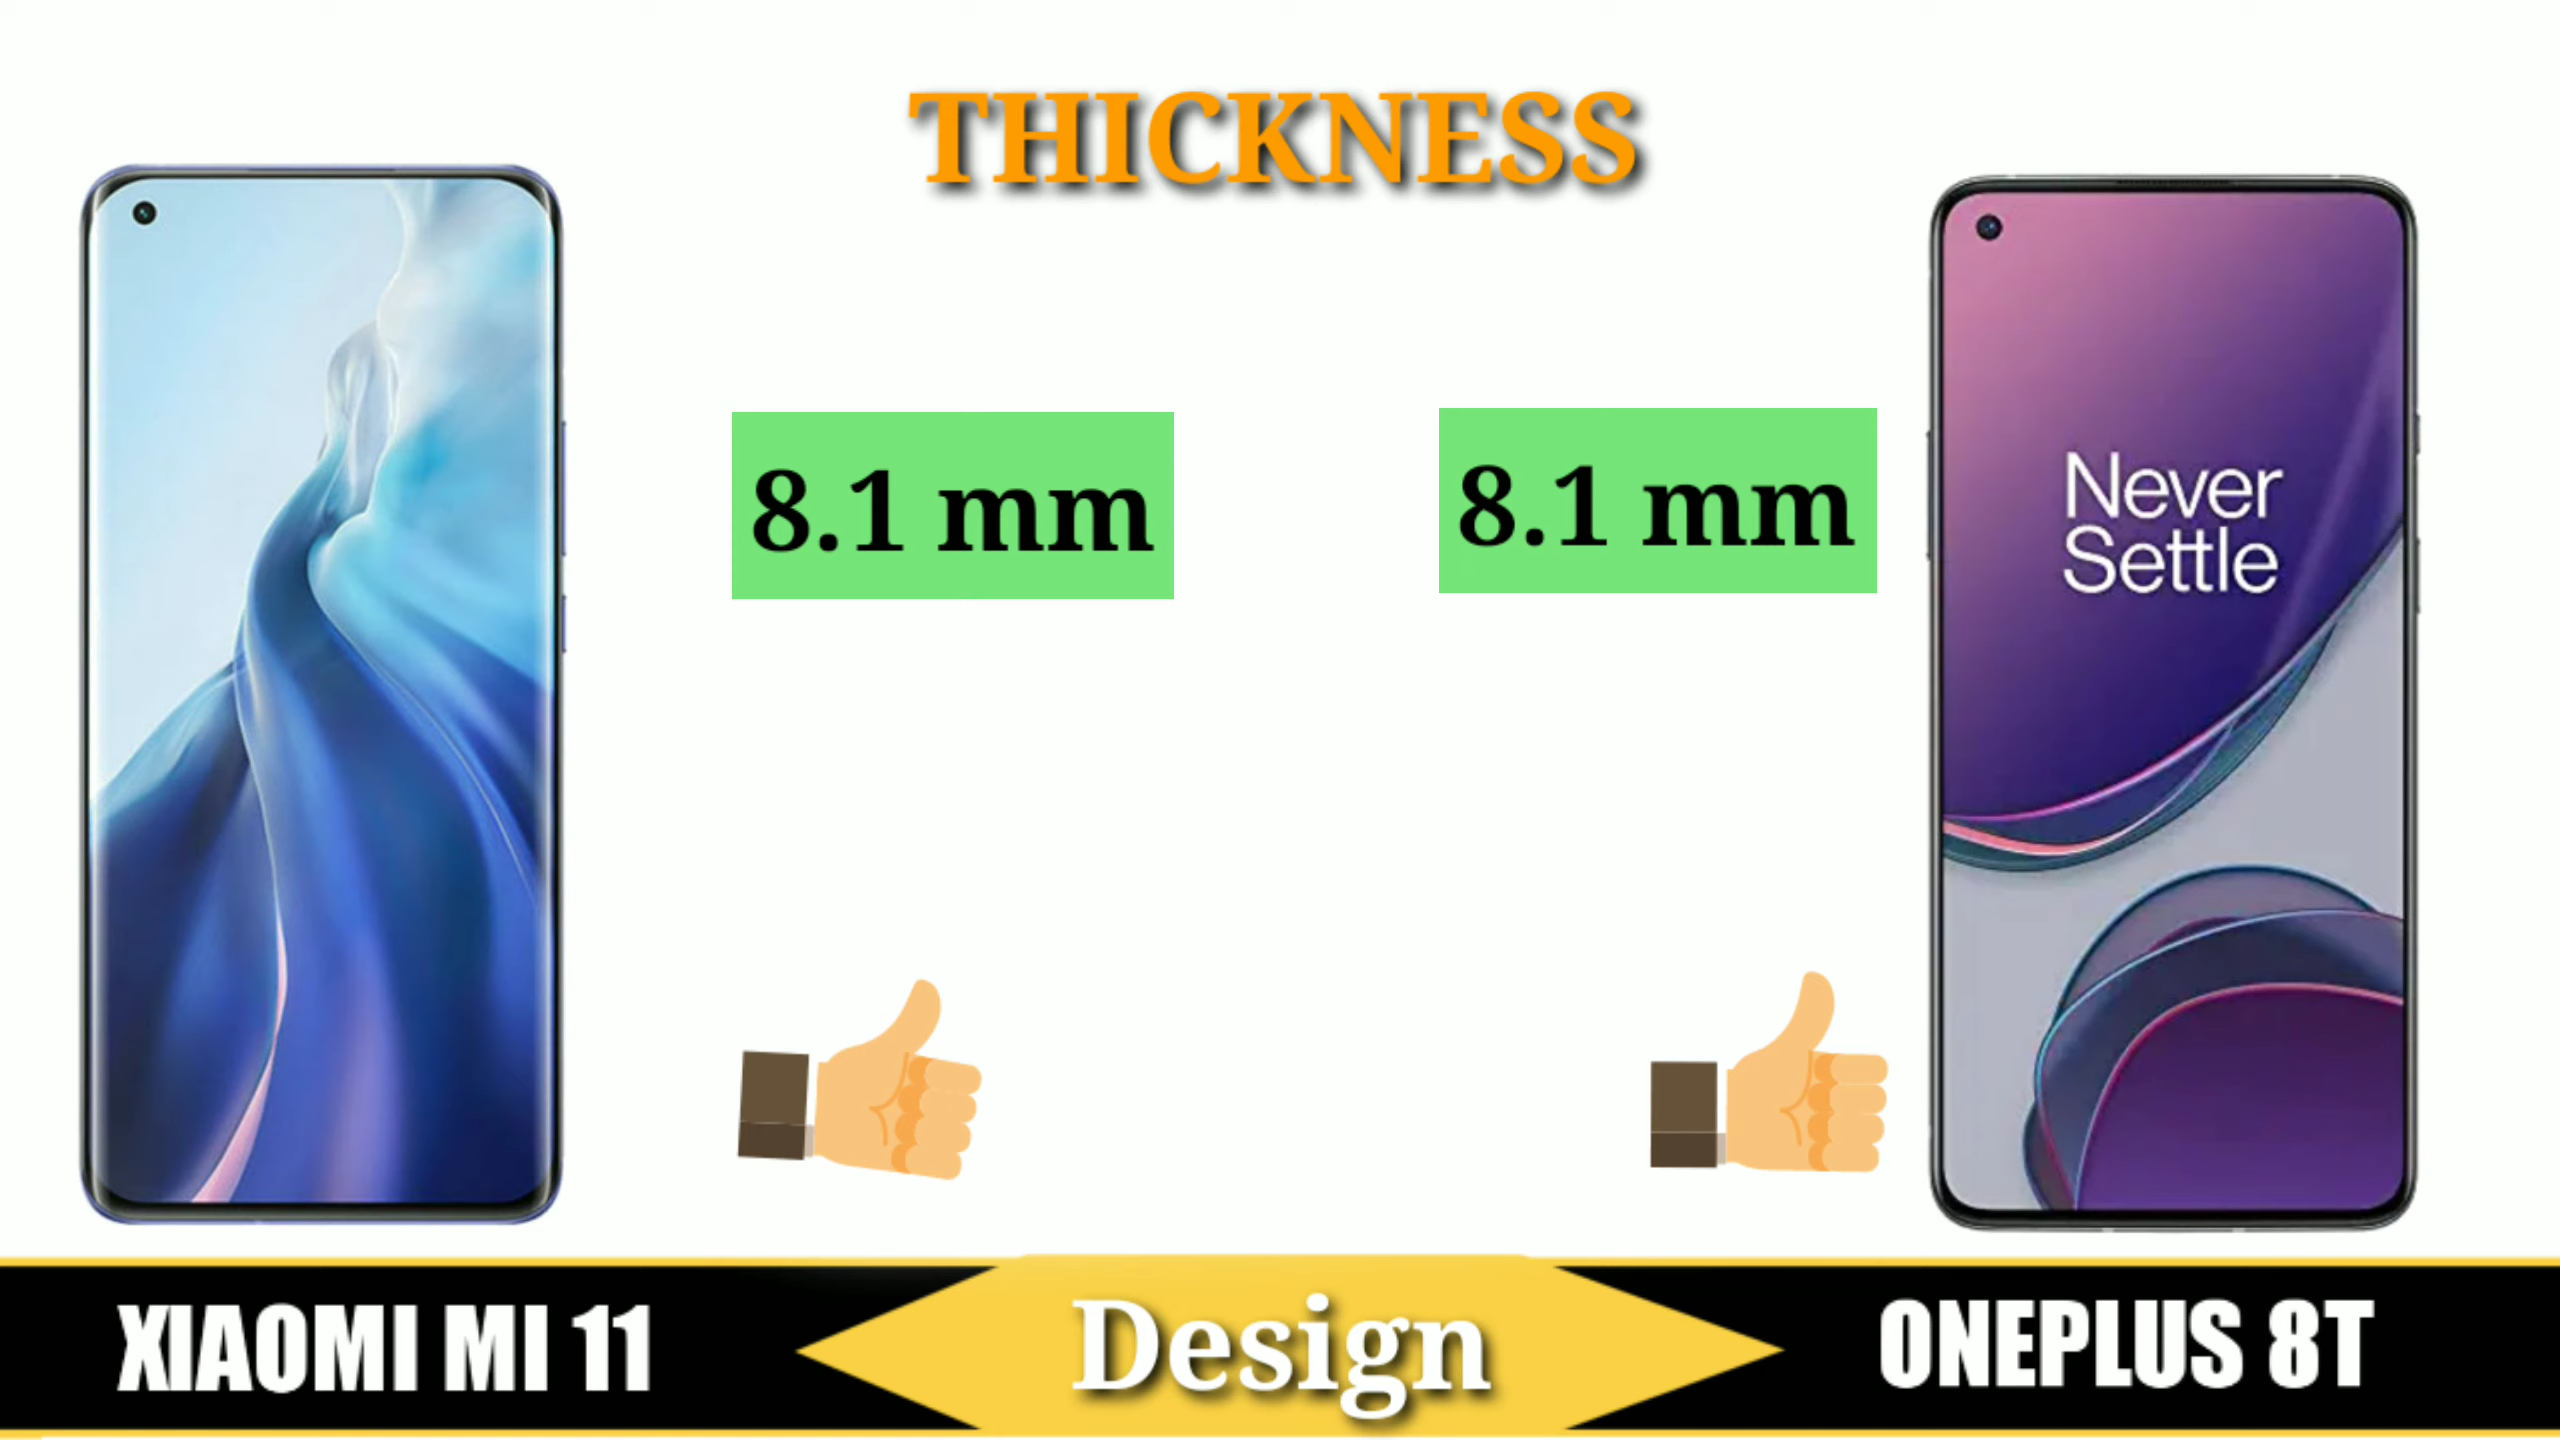 THICKNESS
8.1 mm
8.1 mm
Never
Settle
XIAOMI MI 11
Design
ONEPLUS 8T